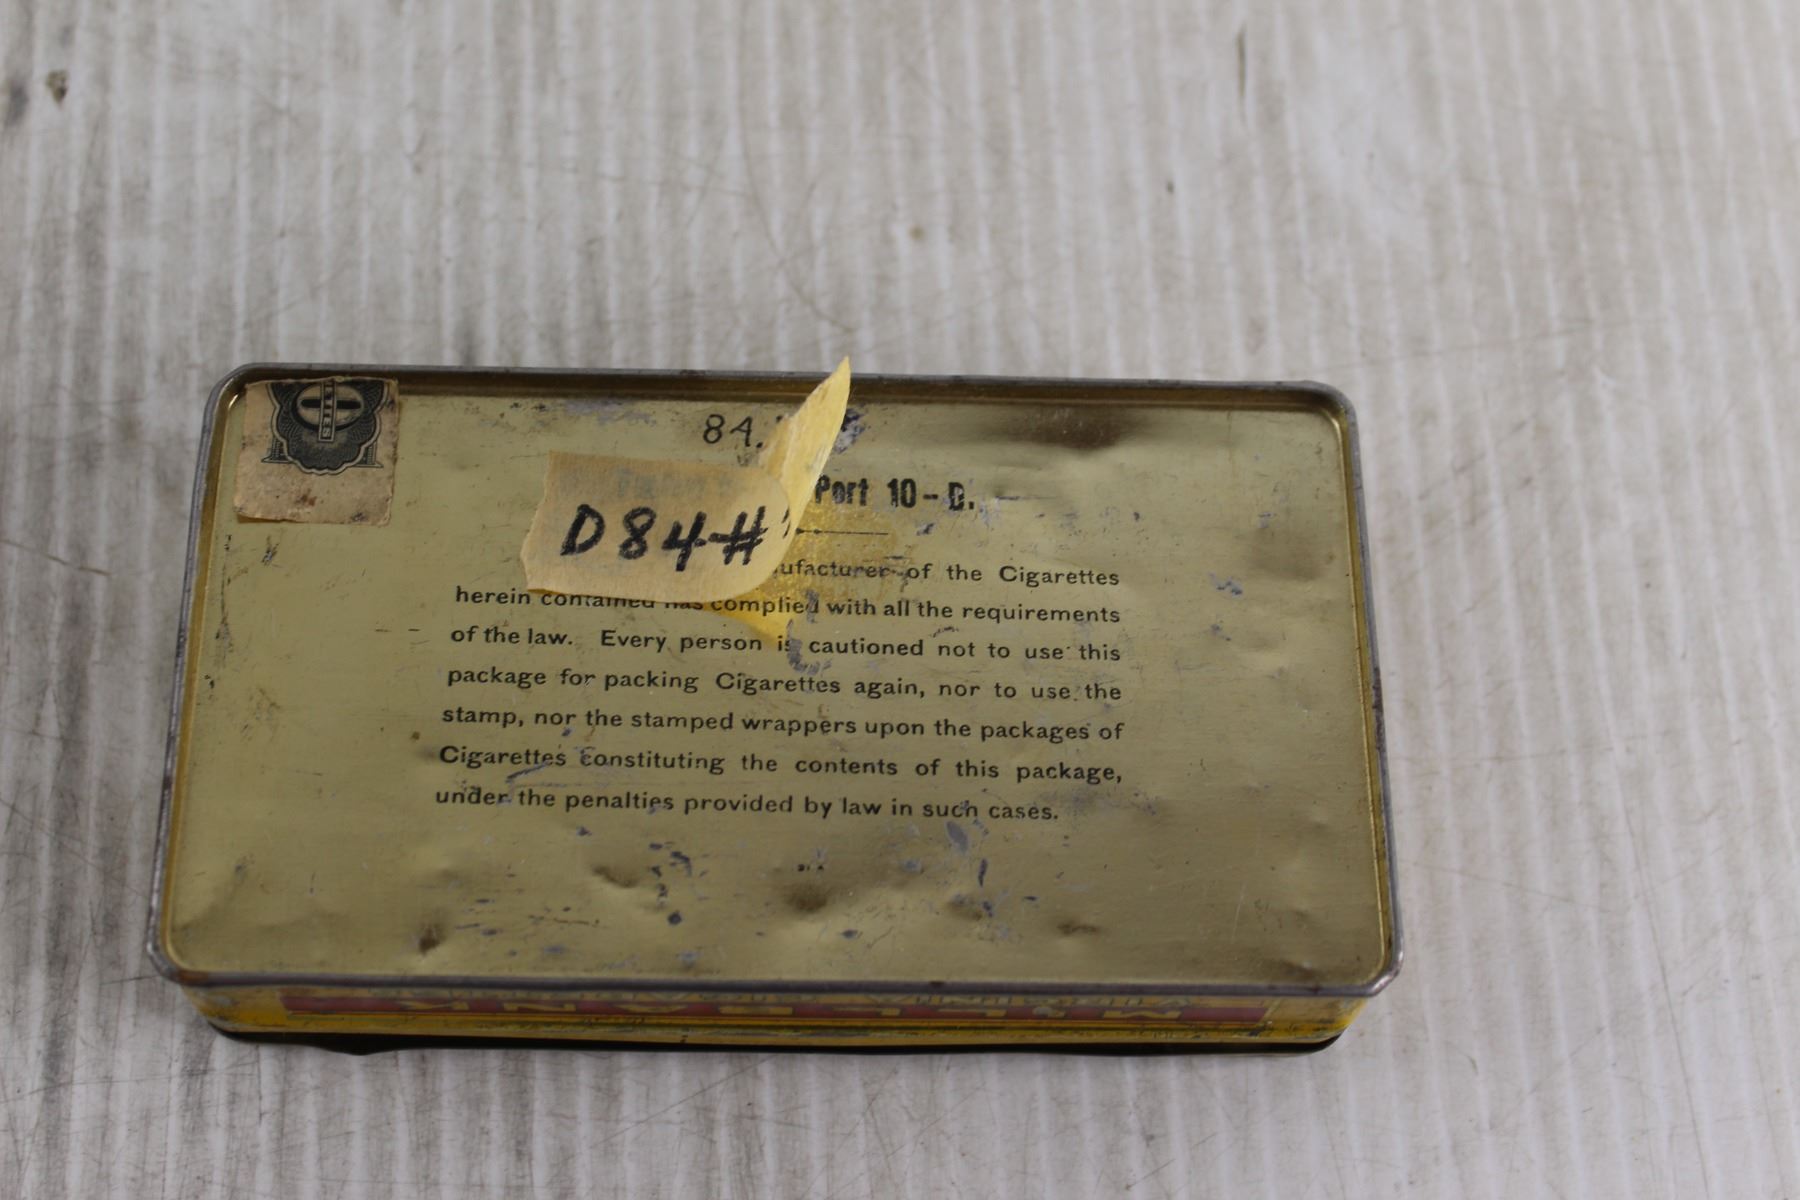 84.
Port 10-D.
D 84#
of the Cigarettes
herein contained has complied with all the requirements
of the law. Every person is cautioned not to use this
package for packing Cigarettes again, nor to use the
stamp, nor the stamped wrappers upon the packages of
Cigarettes constituting the contents of this package,
under the penalties provided by law in such cases.